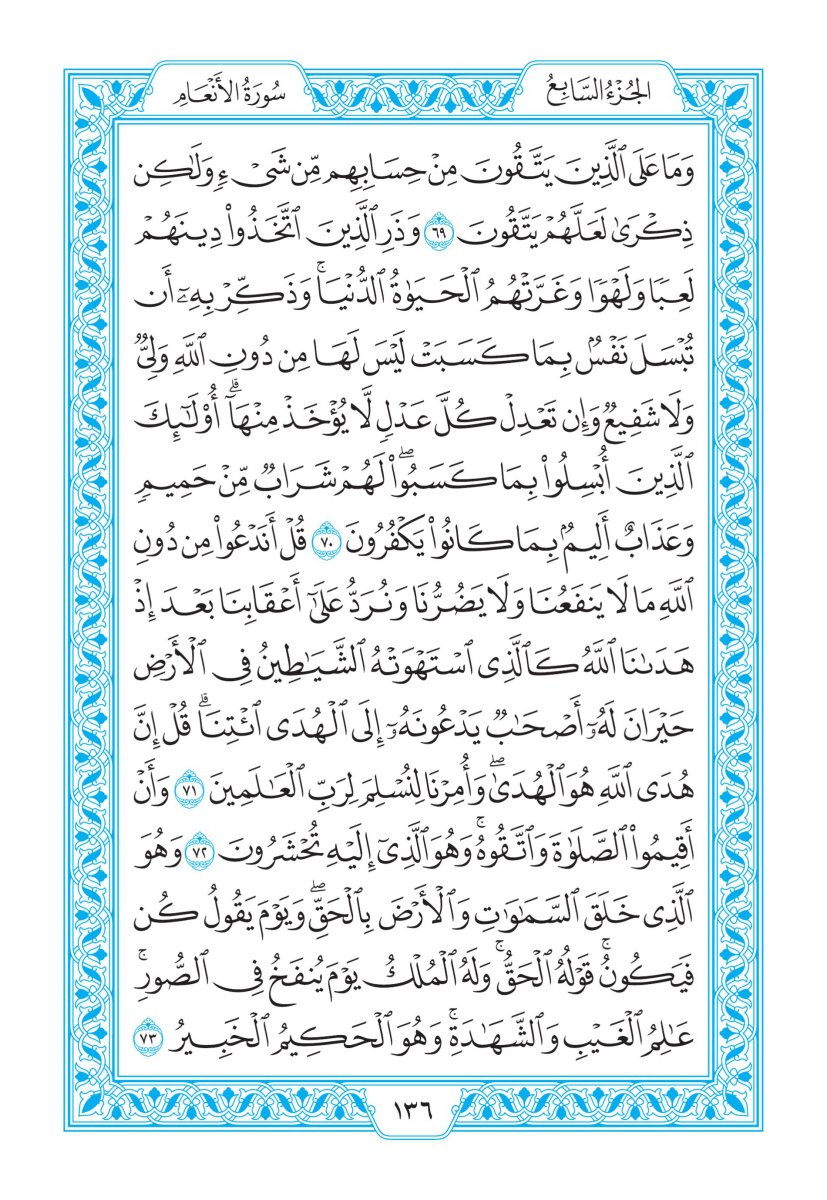 الجُزْءُ السَّابِعُ
سُورَةُ الأَنْعَامِ
وَمَا عَلَى ٱلَّذِينَ يَتَّقُونَ مِنْ حِسَابِهِم مِّن شَىْءٍ وَلَٰكِن
ذِكْرَىٰ لَعَلَّهُمْ يَتَّقُونَ ٦٩ وَذَرِ ٱلَّذِينَ ٱتَّخَذُوا۟ دِينَهُمْ
لَعِبًا وَلَهْوًا وَغَرَّتْهُمُ ٱلْحَيَوٰةُ ٱلدُّنْيَا ۚ وَذَكِّرْ بِهِۦٓ أَن
تُبْسَلَ نَفْسٌۢ بِمَا كَسَبَتْ لَيْسَ لَهَا مِن دُونِ ٱللَّهِ وَلِىٌّ
وَلَا شَفِيعٌ وَإِن تَعْدِلْ كُلَّ عَدْلٍ لَّا يُؤْخَذْ مِنْهَآ ۗ أُو۟لَٰٓئِكَ
ٱلَّذِينَ أُبْسِلُوا۟ بِمَا كَسَبُوا۟ ۖ لَهُمْ شَرَابٌ مِّنْ حَمِيمٍ
وَعَذَابٌ أَلِيمٌۢ بِمَا كَانُوا۟ يَكْفُرُونَ ٧٠ قُلْ أَنَدْعُوا۟ مِن دُونِ
ٱللَّهِ مَا لَا يَنفَعُنَا وَلَا يَضُرُّنَا وَنُرَدُّ عَلَىٰٓ أَعْقَابِنَا بَعْدَ إِذْ
هَدَىٰنَا ٱللَّهُ كَٱلَّذِى ٱسْتَهْوَتْهُ ٱلشَّيَٰطِينُ فِى ٱلْأَرْضِ
حَيْرَانَ لَهُۥٓ أَصْحَٰبٌ يَدْعُونَهُۥٓ إِلَى ٱلْهُدَى ٱئْتِنَا ۗ قُلْ إِنَّ
هُدَى ٱللَّهِ هُوَ ٱلْهُدَىٰ ۖ وَأُمِرْنَا لِنُسْلِمَ لِرَبِّ ٱلْعَٰلَمِينَ ٧١ وَأَنْ
أَقِيمُوا۟ ٱلصَّلَوٰةَ وَٱتَّقُوهُ ۚ وَهُوَ ٱلَّذِىٓ إِلَيْهِ تُحْشَرُونَ ٧٢ وَهُوَ
ٱلَّذِى خَلَقَ ٱلسَّمَٰوَٰتِ وَٱلْأَرْضَ بِٱلْحَقِّ ۖ وَيَوْمَ يَقُولُ كُن
فَيَكُونُ ۚ قَوْلُهُ ٱلْحَقُّ ۚ وَلَهُ ٱلْمُلْكُ يَوْمَ يُنفَخُ فِى ٱلصُّورِ ۚ
عَٰلِمُ ٱلْغَيْبِ وَٱلشَّهَٰدَةِ ۚ وَهُوَ ٱلْحَكِيمُ ٱلْخَبِيرُ ٧٣
١٣٦